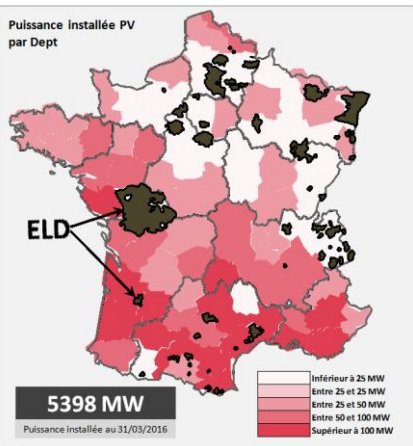 Puissance installée PV
par Dept
ELD
5398 MW
Puissance installée au 31/03/2016
Inférieur à 25 MW
Entre 25 et 25 MW
Entre 25 et 50 MW
Entre 50 et 100 MW
Supérieur à 100 MW